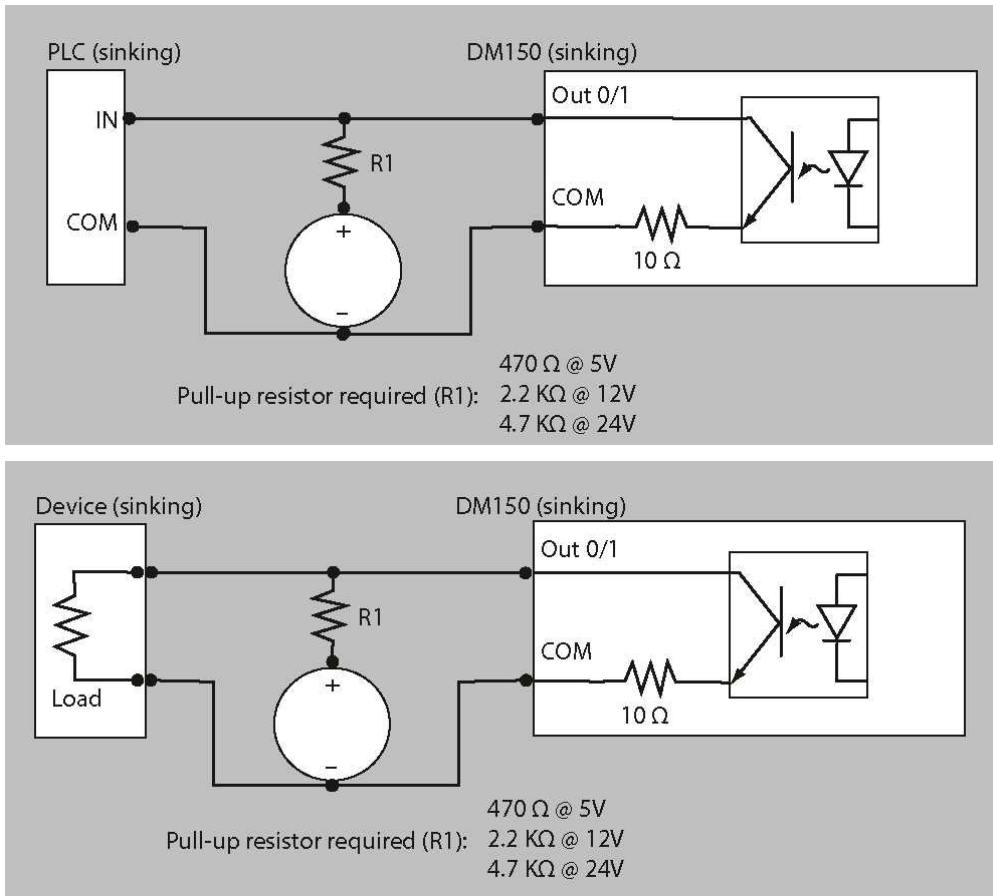 PLC (sinking)
DM150 (sinking)
IN
Out 0/1
R1
COM
COM
+
10 Ω
−
Pull-up resistor required (R1): 470 Ω @ 5V
2.2 KΩ @ 12V
4.7 KΩ @ 24V
Device (sinking)
DM150 (sinking)
Out 0/1
R1
COM
Load
+
10 Ω
−
Pull-up resistor required (R1): 470 Ω @ 5V
2.2 KΩ @ 12V
4.7 KΩ @ 24V